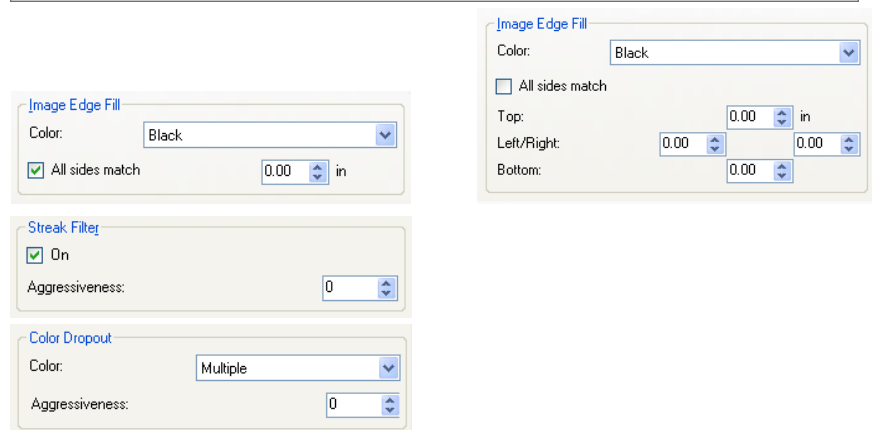 Image Edge Fill
Color: Black
All sides match 0.00 in
Streak Filter
On
Aggressiveness: 0
Color Dropout
Color: Multiple
Aggressiveness: 0
Image Edge Fill
Color: Black
All sides match
Top: 0.00 in
Left/Right: 0.00 0.00
Bottom: 0.00